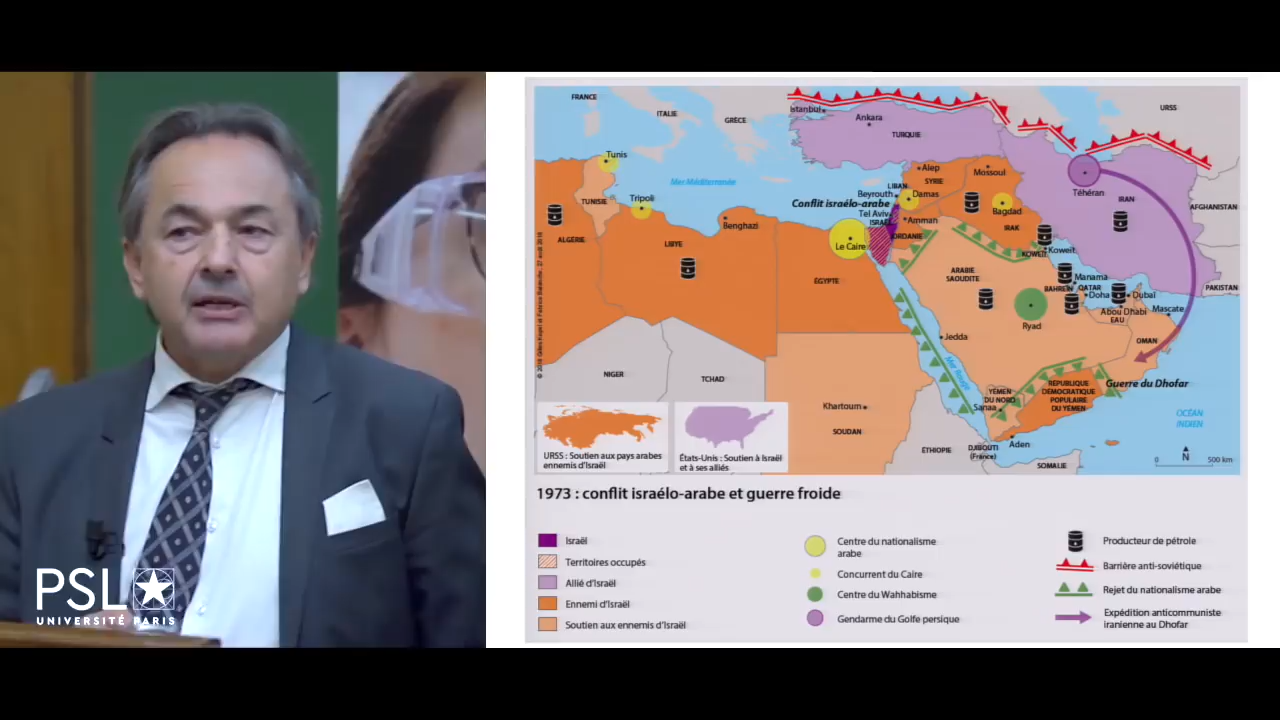 FRANCE
ITALIE
GRÈCE
Istanbul
Ankara
TURQUIE
URSS
Tunis
TUNISIE
Mer Méditerranée
Alep
SYRIE
Mossoul
Téhéran
IRAN
AFGHANISTAN
LIBAN
Beyrouth
Damas
Conflit israélo-arabe
Bagdad
Tripoli
Tel Aviv
ISRAËL
Amman
IRAK
Benghazi
ALGÉRIE
LIBYE
Le Caire
JORDANIE
KOWEÏT
Koweït
ÉGYPTE
ARABIE
SAOUDITE
Manama
BAHREÏN
QATAR
Doha
Dubaï
PAKISTAN
Abou Dhabi
EAU
Mascate
Ryad
Jedda
OMAN
Mer Rouge
NIGER
TCHAD
Guerre du Dhofar
YÉMEN
DU NORD
Sanaa
RÉPUBLIQUE
DÉMOCRATIQUE
POPULAIRE
DU YÉMEN
Khartoum
SOUDAN
OCÉAN
INDIEN
ÉTHIOPIE
DJIBOUTI
(France)
Aden
SOMALIE
N
0 500 km
URSS : Soutien aux pays arabes
ennemis d'Israël
États-Unis : Soutien à Israël
et à ses alliés
1973 : conflit israélo-arabe et guerre froide
Israël
Territoires occupés
Allié d'Israël
Ennemi d'Israël
Soutien aux ennemis d'Israël
Centre du nationalisme
arabe
Concurrent du Caire
Centre du Wahhabisme
Gendarme du Golfe persique
Producteur de pétrole
Barrière anti-soviétique
Rejet du nationalisme arabe
Expédition anticommuniste
iranienne au Dhofar
PSL
UNIVERSITÉ PARIS